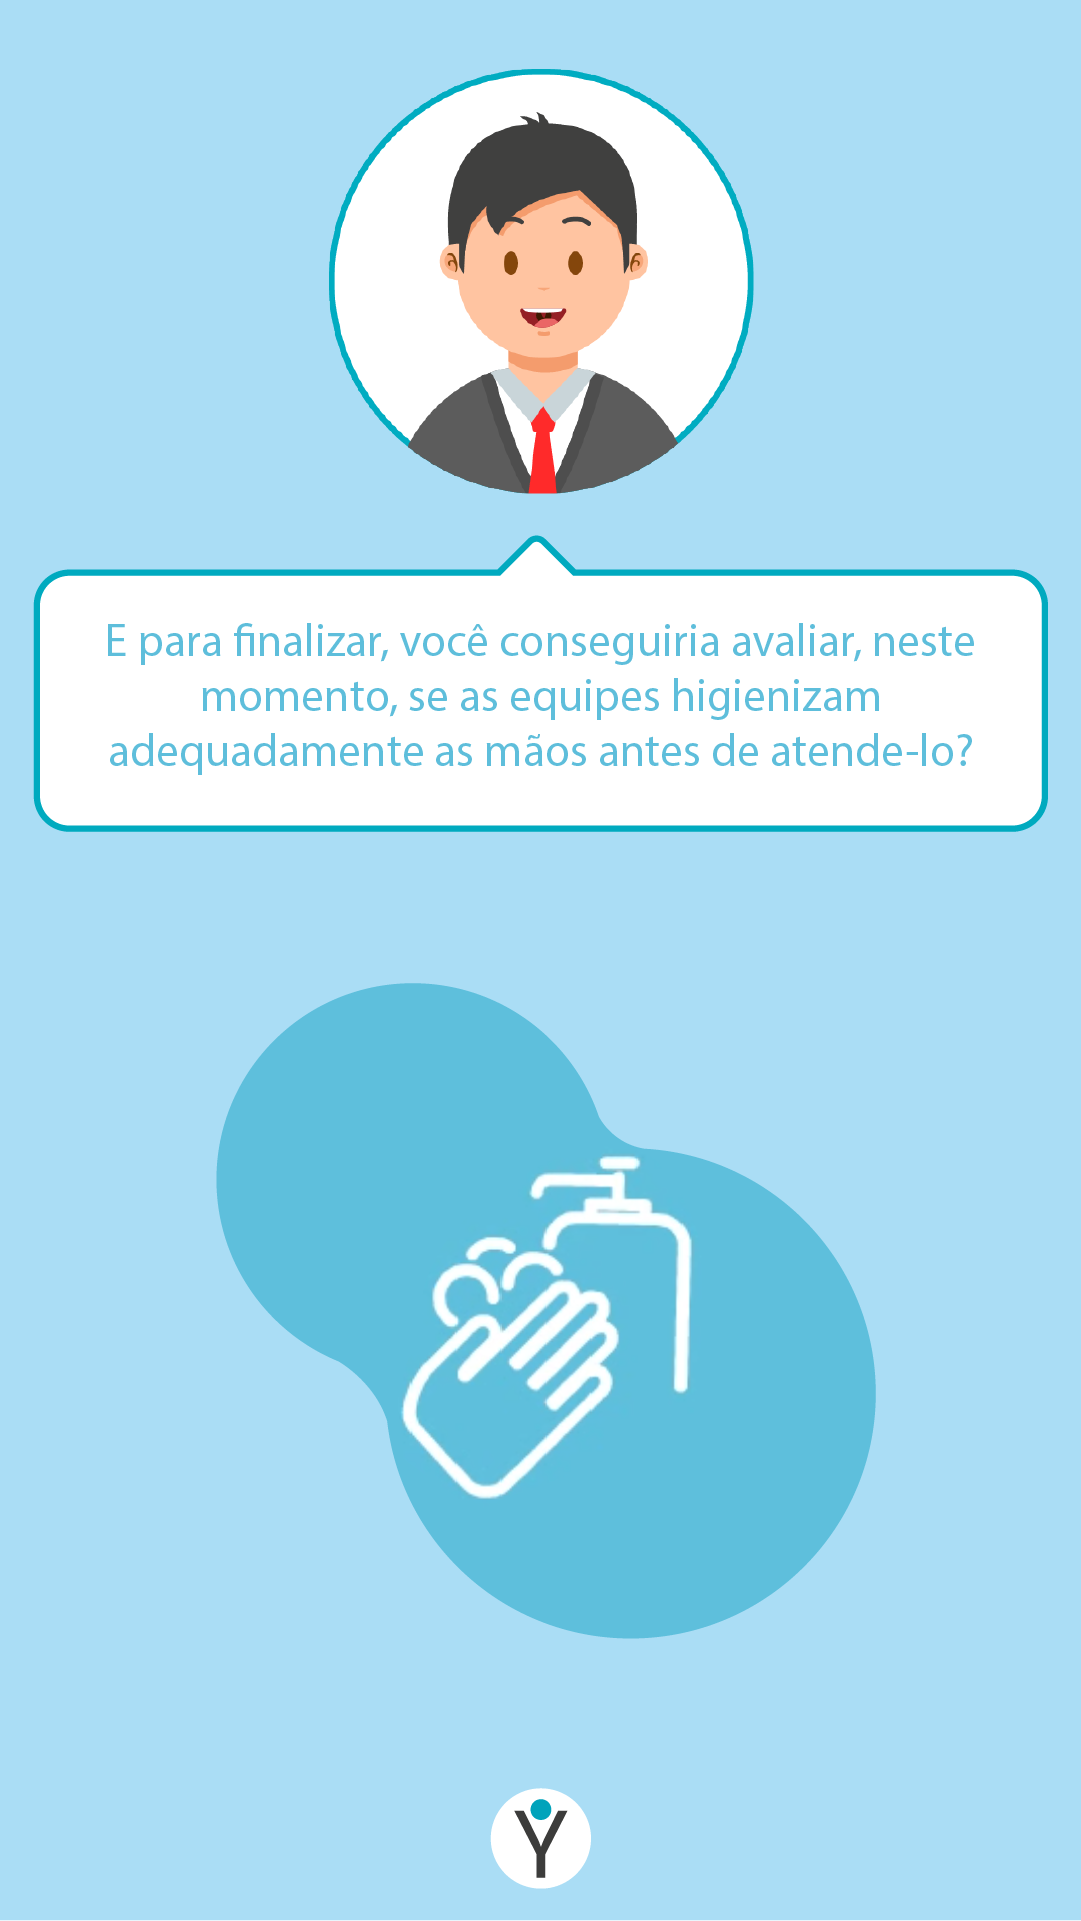 E para finalizar, você conseguiria avaliar, neste
momento, se as equipes higienizam
adequadamente as mãos antes de atende-lo?
Y